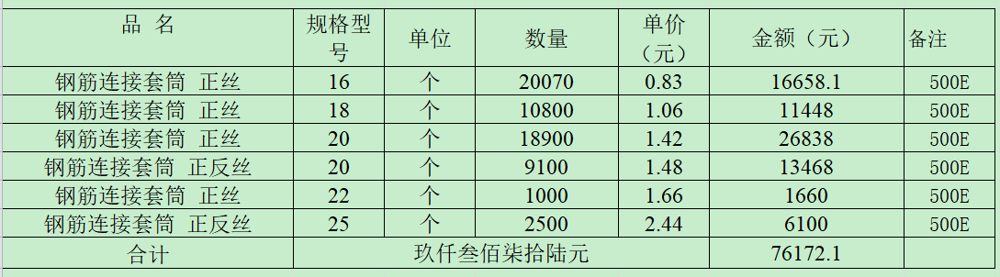 品 名 规格型号 单位 数量 单价（元） 金额（元） 备注
钢筋连接套筒 正丝 16 个 20070 0.83 16658.1 500E
钢筋连接套筒 正丝 18 个 10800 1.06 11448 500E
钢筋连接套筒 正丝 20 个 18900 1.42 26838 500E
钢筋连接套筒 正反丝 20 个 9100 1.48 13468 500E
钢筋连接套筒 正丝 22 个 1000 1.66 1660 500E
钢筋连接套筒 正反丝 25 个 2500 2.44 6100 500E
合计 玖仟叁佰柒拾陆元 76172.1